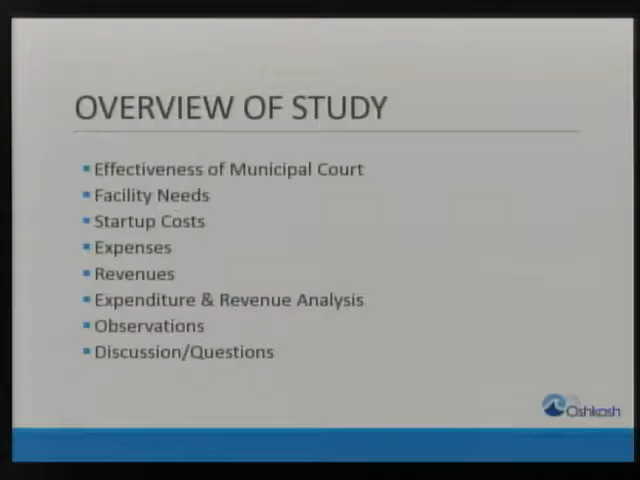 OVERVIEW OF STUDY
Effectiveness of Municipal Court
Facility Needs
Startup Costs
Expenses
Revenues
Expenditure & Revenue Analysis
Observations
Discussion/Questions
Oshkosh